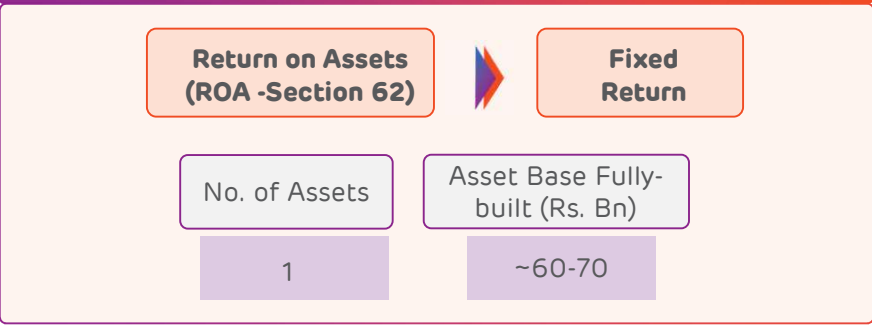 Return on Assets
(ROA -Section 62)
Fixed
Return
No. of Assets
Asset Base Fully-
built (Rs. Bn)
1
~60-70